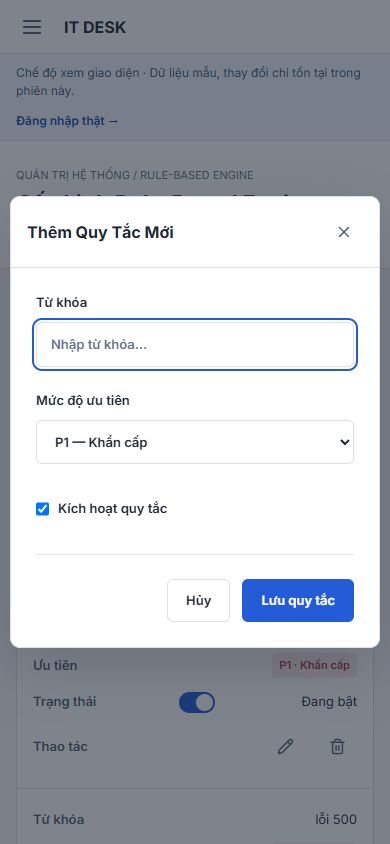 IT DESK
Chế độ xem giao diện · Dữ liệu mẫu, thay đổi chỉ tồn tại trong
phiên này.
Đăng nhập thật →
QUẢN TRỊ HỆ THỐNG / RULE-BASED ENGINE
Thêm Quy Tắc Mới
Từ khóa
Nhập từ khóa...
Mức độ ưu tiên
P1 — Khẩn cấp
Kích hoạt quy tắc
Hủy
Lưu quy tắc
Ưu tiên
P1 · Khẩn cấp
Trạng thái
Đang bật
Thao tác
Từ khóa
lỗi 500